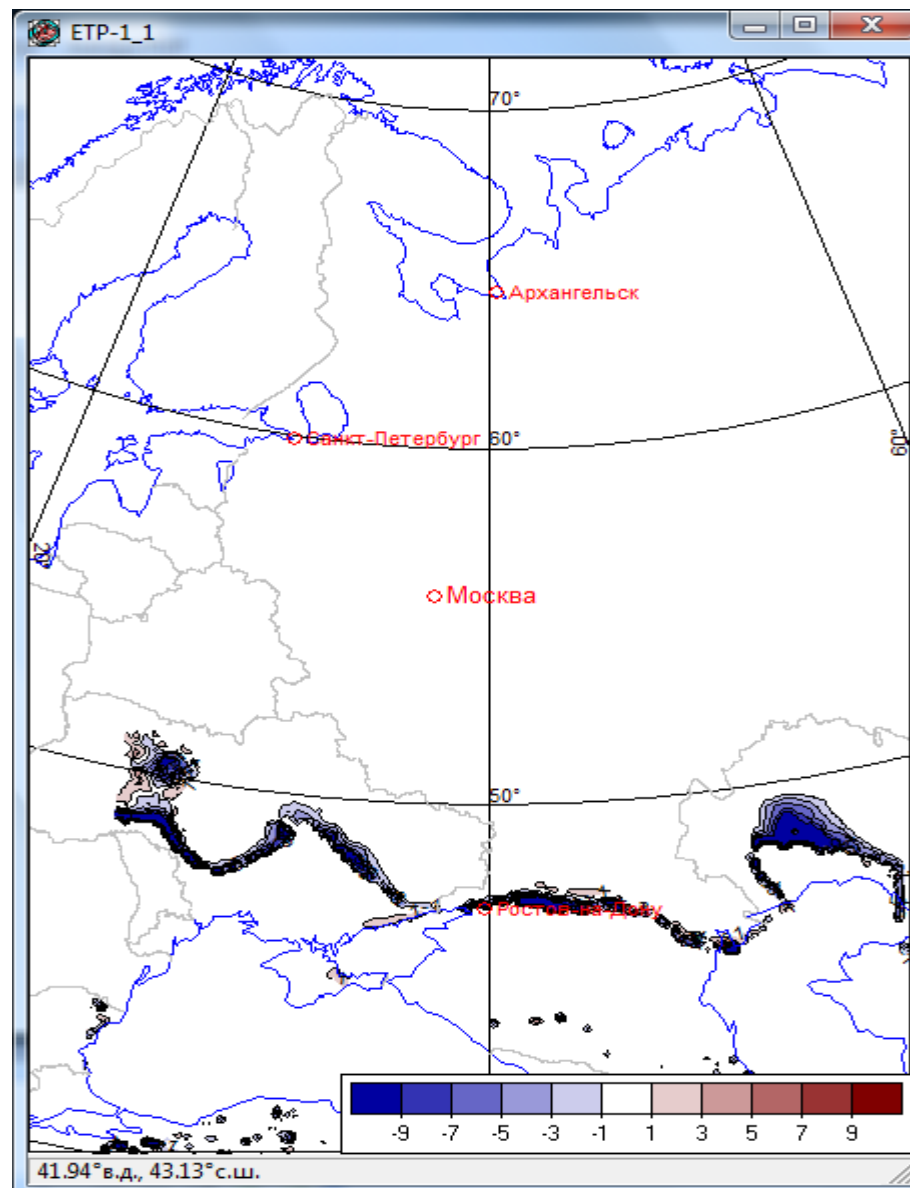 ETP-1_1
70°
Архангельск
Санкт-Петербург
60°
60°
20°
Москва
50°
Ростов-на-Дону
-9 -7 -5 -3 -1 1 3 5 7 9
41.94°в.д., 43.13°с.ш.